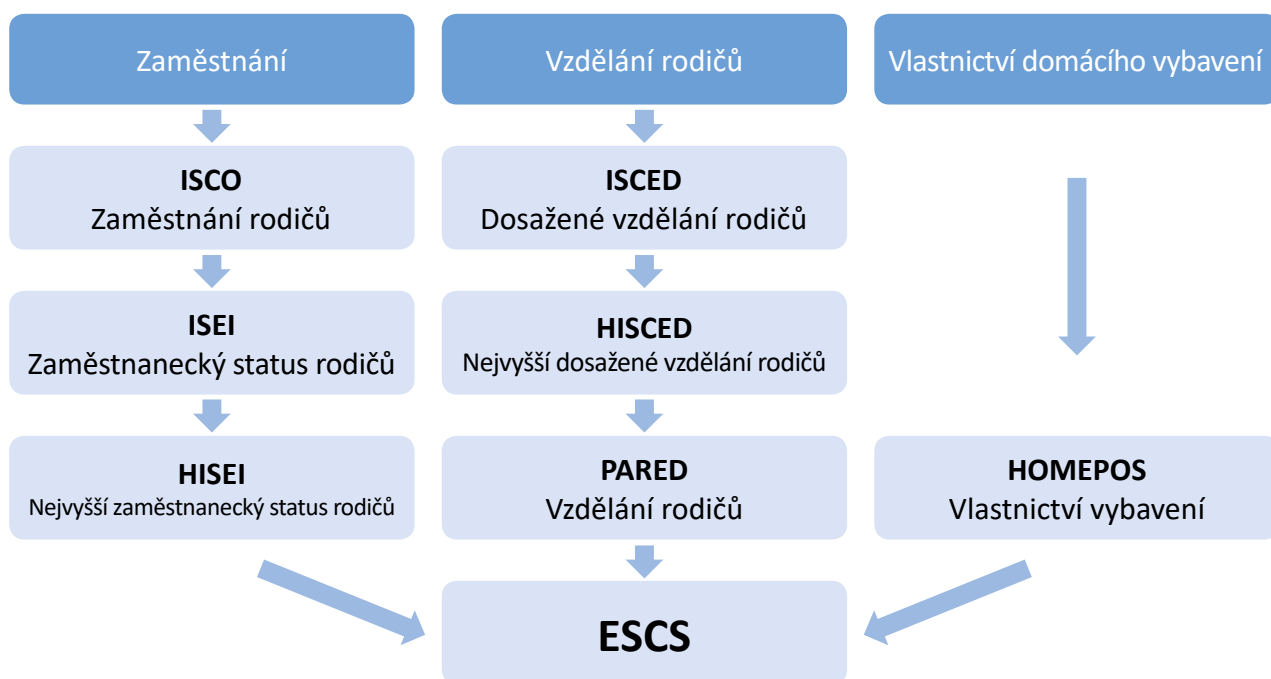 Zaměstnání
Vzdělání rodičů
Vlastnictví domácího vybavení
ISCO
Zaměstnání rodičů
ISCED
Dosažené vzdělání rodičů
ISEI
Zaměstnanecký status rodičů
HISCED
Nejvyšší dosažené vzdělání rodičů
HISEI
Nejvyšší zaměstnanecký status rodičů
PARED
Vzdělání rodičů
HOMEPOS
Vlastnictví vybavení
ESCS